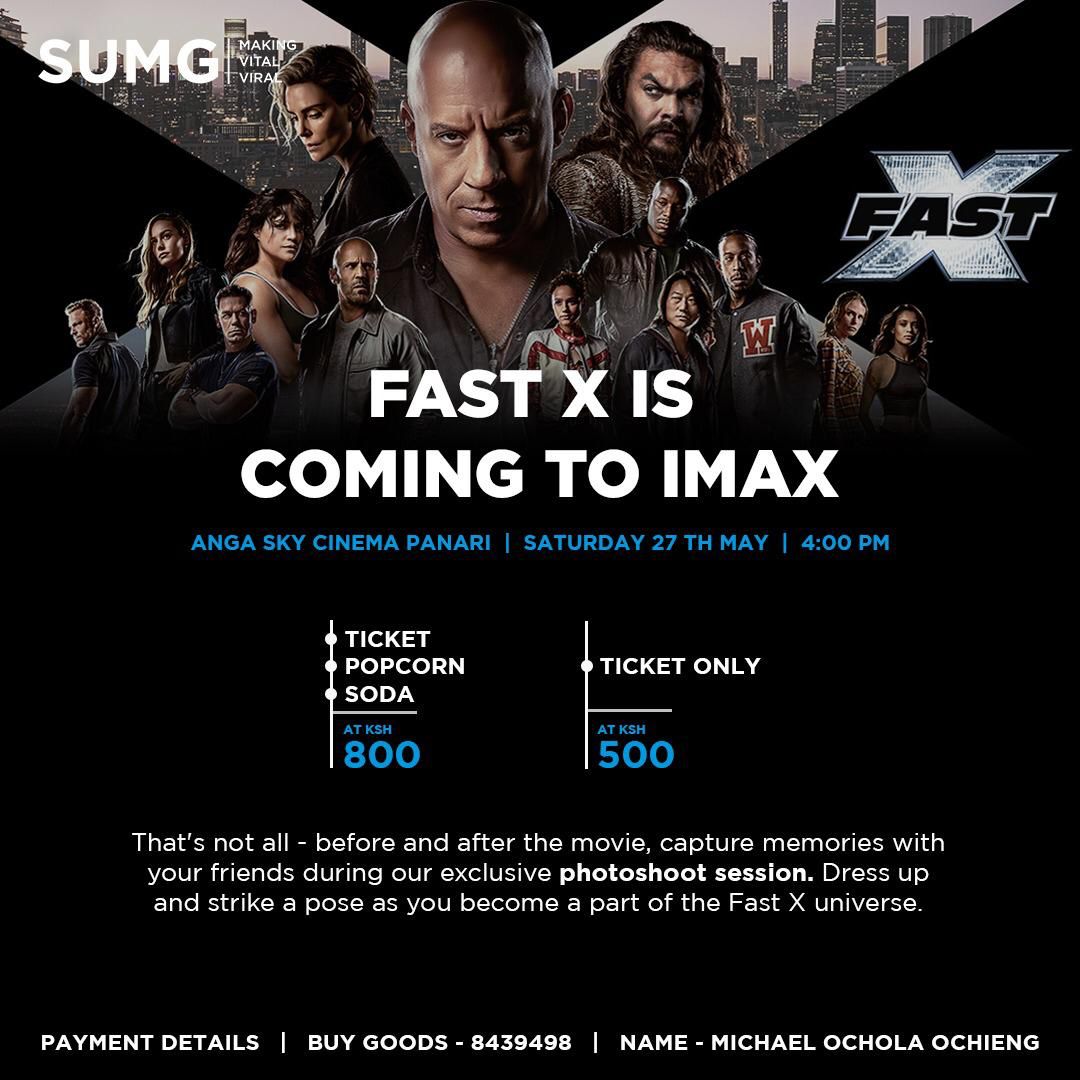 SUMG
MAKING
VITAL
VIRAL
X
FAST
W
FAST X IS
COMING TO IMAX
ANGA SKY CINEMA PANARI | SATURDAY 27 TH MAY | 4:00 PM
TICKET
POPCORN
SODA
AT KSH
800
TICKET ONLY
AT KSH
500
That's not all - before and after the movie, capture memories with
your friends during our exclusive photoshoot session. Dress up
and strike a pose as you become a part of the Fast X universe.
PAYMENT DETAILS | BUY GOODS - 8439498 | NAME - MICHAEL OCHOLA OCHIENG